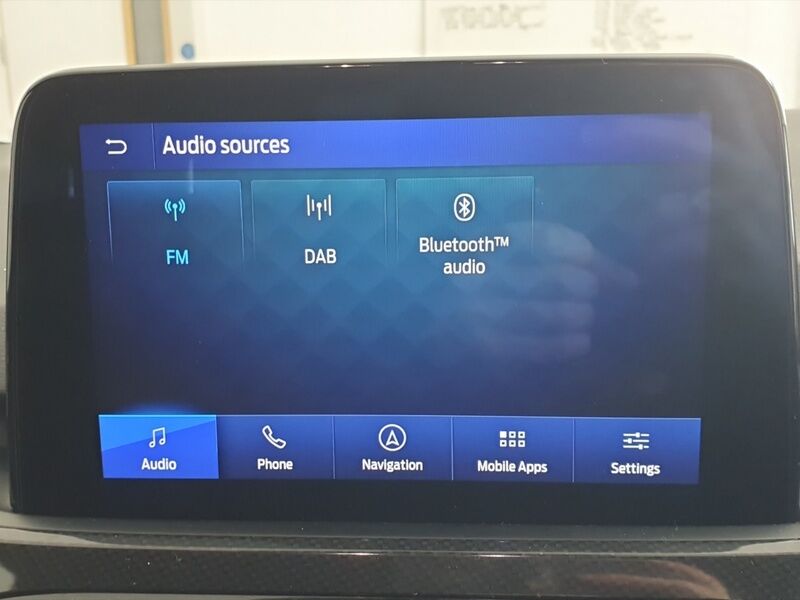 Audio sources
FM
DAB
Bluetooth™
audio
Audio
Phone
Navigation
Mobile Apps
Settings